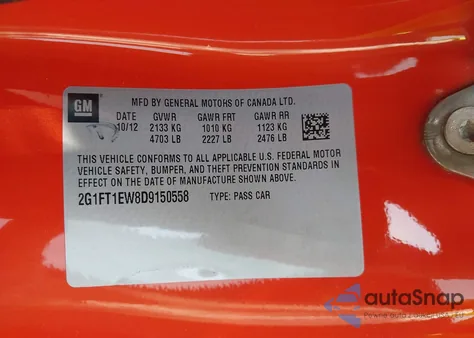 GM
MFD BY GENERAL MOTORS OF CANADA LTD.
DATE GVWR GAWR FRT GAWR RR
10/12 2133 KG 1010 KG 1123 KG
4703 LB 2227 LB 2476 LB
THIS VEHICLE CONFORMS TO ALL APPLICABLE U.S. FEDERAL MOTOR
VEHICLE SAFETY, BUMPER, AND THEFT PREVENTION STANDARDS IN
EFFECT ON THE DATE OF MANUFACTURE SHOWN ABOVE.
2G1FT1EW8D9150558 TYPE: PASS CAR
autoSnap
Pewne auto z